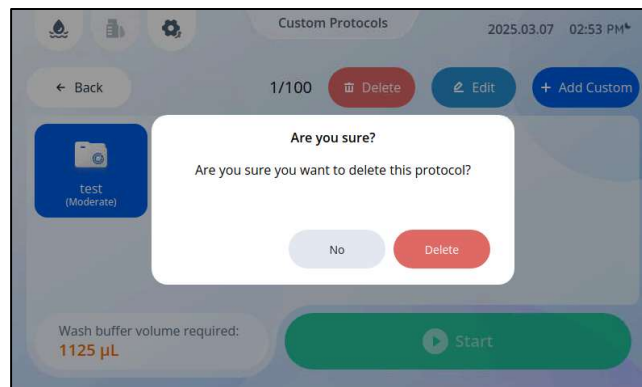 Custom Protocols
2025.03.07 02:53 PM
← Back
1/100
Delete
Edit
+ Add Custom
Are you sure?
Are you sure you want to delete this protocol?
test
(Moderate)
No
Delete
Wash buffer volume required:
1125 µL
Start